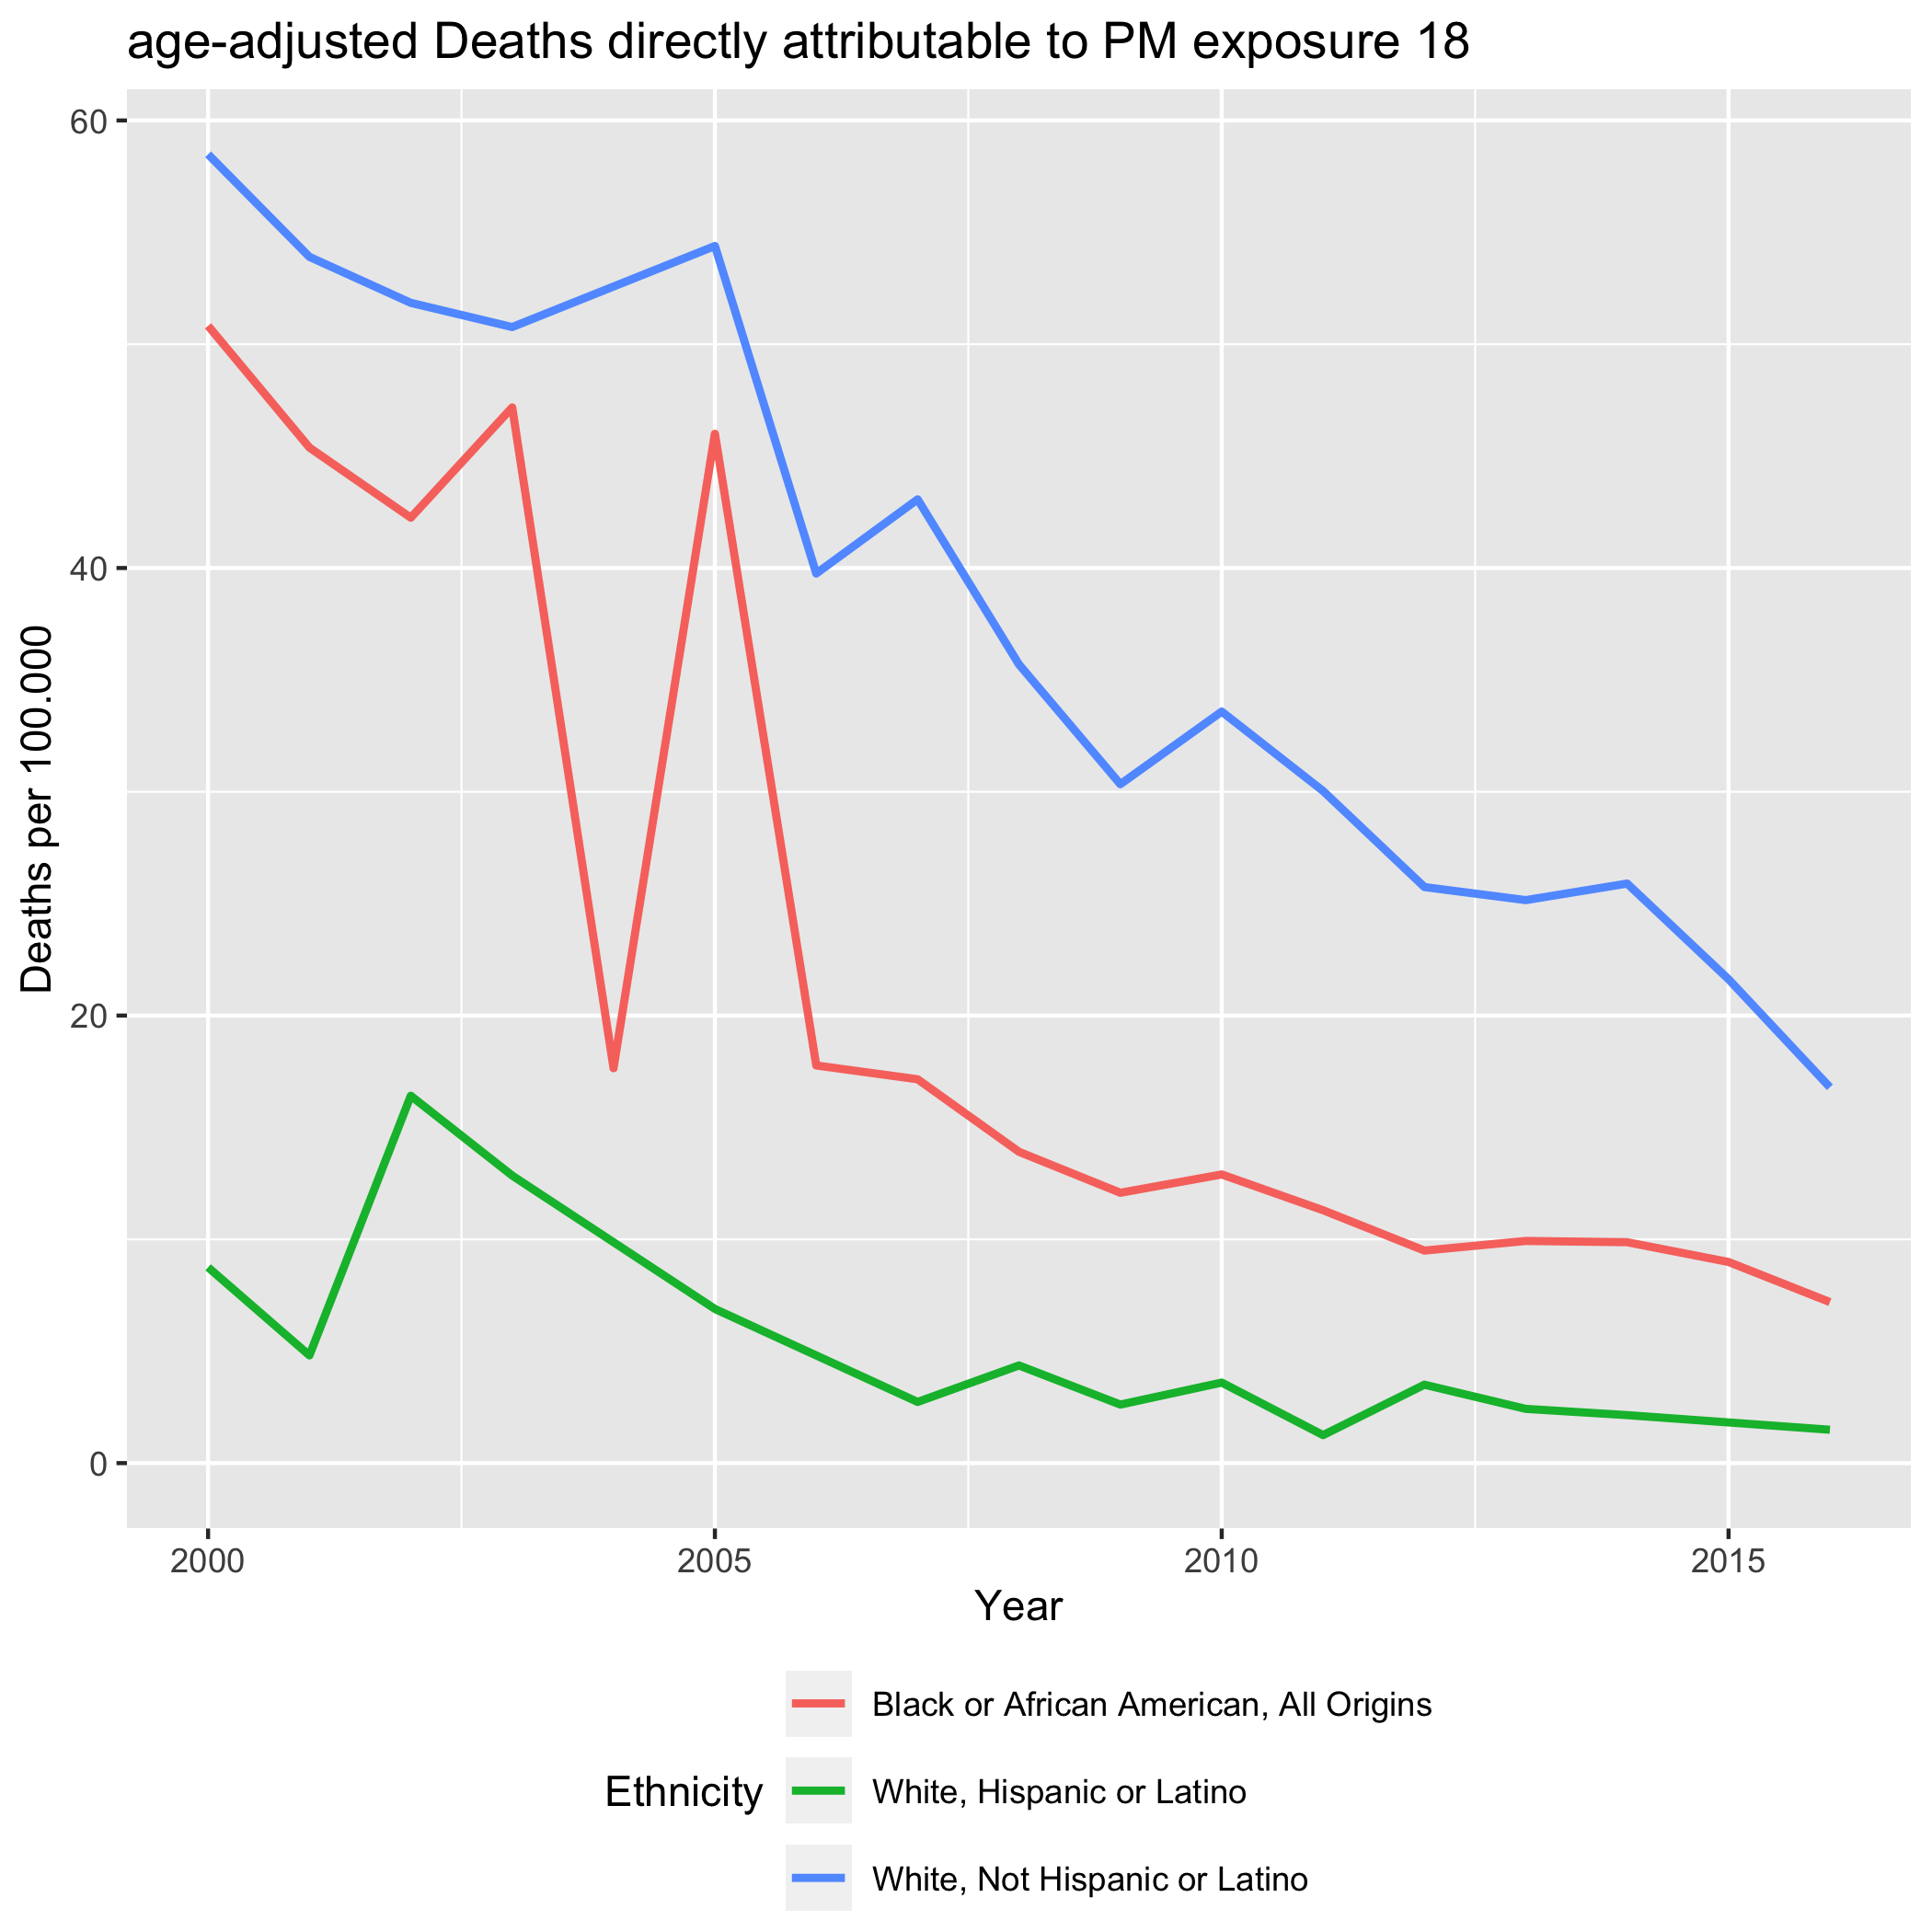 age-adjusted Deaths directly attributable to PM exposure 18
60
40
20
0
Deaths per 100.000
2000 2005 2010 2015
Year
Ethnicity
Black or African American, All Origins
White, Hispanic or Latino
White, Not Hispanic or Latino